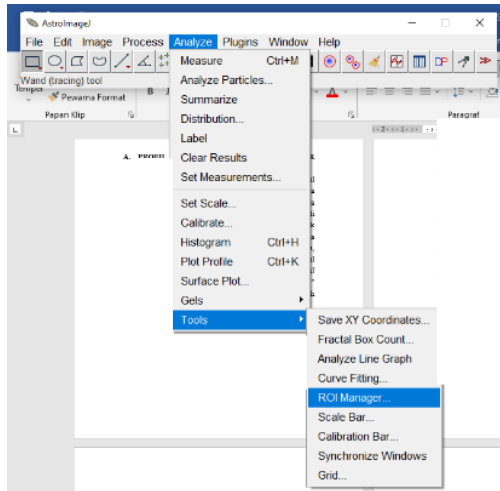 AstroImageJ
File Edit Image Process Analyze Plugins Window Help
Wand (tracing) tool
Pewarna Format
B
Papan Klip
Paragraf
Measure Ctrl+M
Analyze Particles...
Summarize
Distribution...
Label
Clear Results
Set Measurements...
Set Scale...
Calibrate...
Histogram Ctrl+H
Plot Profile Ctrl+K
Surface Plot...
Gels
Tools
Save XY Coordinates...
Fractal Box Count...
Analyze Line Graph
Curve Fitting...
ROI Manager...
Scale Bar...
Calibration Bar...
Synchronize Windows
Grid...
A.